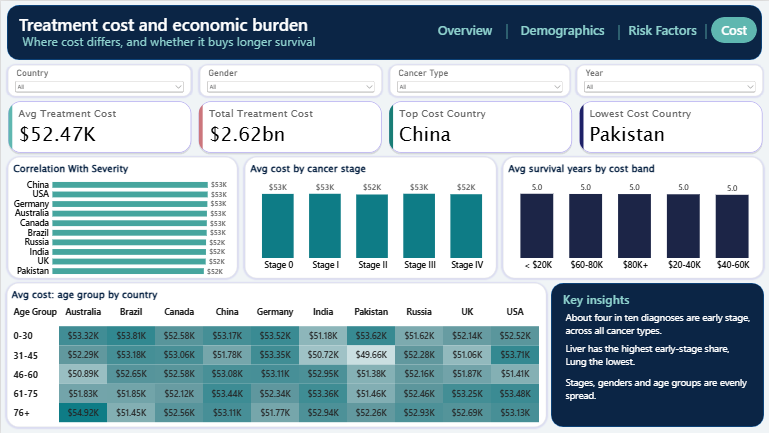 Treatment cost and economic burden
Where cost differs, and whether it buys longer survival
Overview | Demographics | Risk Factors | Cost
Country Gender Cancer Type Year
All All All All
Avg Treatment Cost Total Treatment Cost Top Cost Country Lowest Cost Country
$52.47K $2.62bn China Pakistan
Correlation With Severity
China $53K
USA $53K
Germany $53K
Australia $53K
Canada $53K
Brazil $53K
Russia $52K
India $52K
UK $52K
Pakistan $52K
Avg cost by cancer stage
$53K $53K $52K $53K $52K
Stage 0 Stage I Stage II Stage III Stage IV
Avg survival years by cost band
5.0 5.0 5.0 5.0 5.0
< $20K $60-80K $80K+ $20-40K $40-60K
Avg cost: age group by country
Age Group Australia Brazil Canada China Germany India Pakistan Russia UK USA
0-30 $53.32K $53.81K $52.58K $53.17K $53.52K $51.18K $53.62K $51.62K $52.14K $52.52K
31-45 $52.29K $53.18K $53.06K $51.78K $53.35K $50.72K $49.66K $52.28K $51.06K $53.71K
46-60 $50.89K $52.65K $52.58K $53.08K $53.11K $52.95K $51.38K $52.16K $51.87K $51.41K
61-75 $51.83K $51.85K $52.12K $53.44K $52.34K $53.36K $51.46K $52.46K $53.25K $53.48K
76+ $54.92K $51.45K $52.56K $53.11K $51.77K $52.94K $52.26K $52.93K $52.69K $53.13K
Key insights
About four in ten diagnoses are early stage,
across all cancer types.
Liver has the highest early-stage share,
Lung the lowest.
Stages, genders and age groups are evenly
spread.